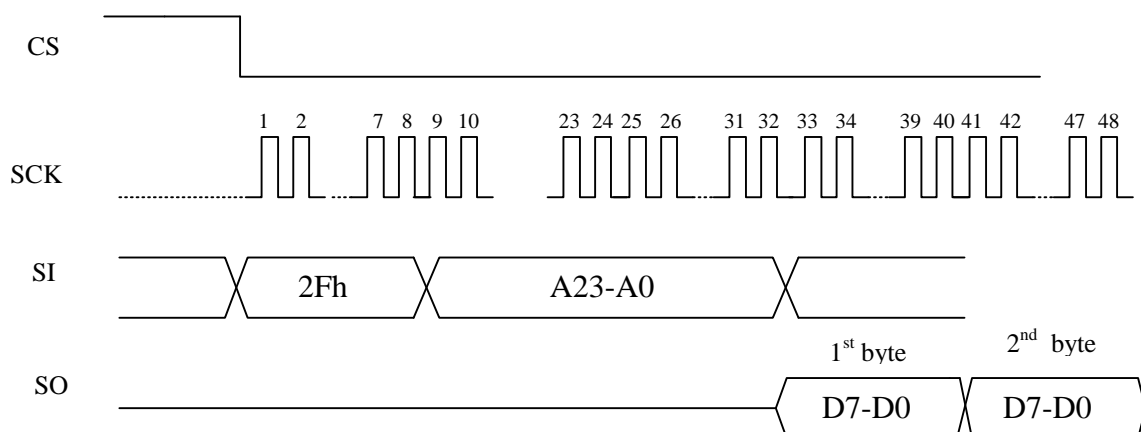 CS
1 2 7 8 9 10 23 24 25 26 31 32 33 34 39 40 41 42 47 48
SCK
SI 2Fh A23-A0
1st byte 2nd byte
SO D7-D0 D7-D0